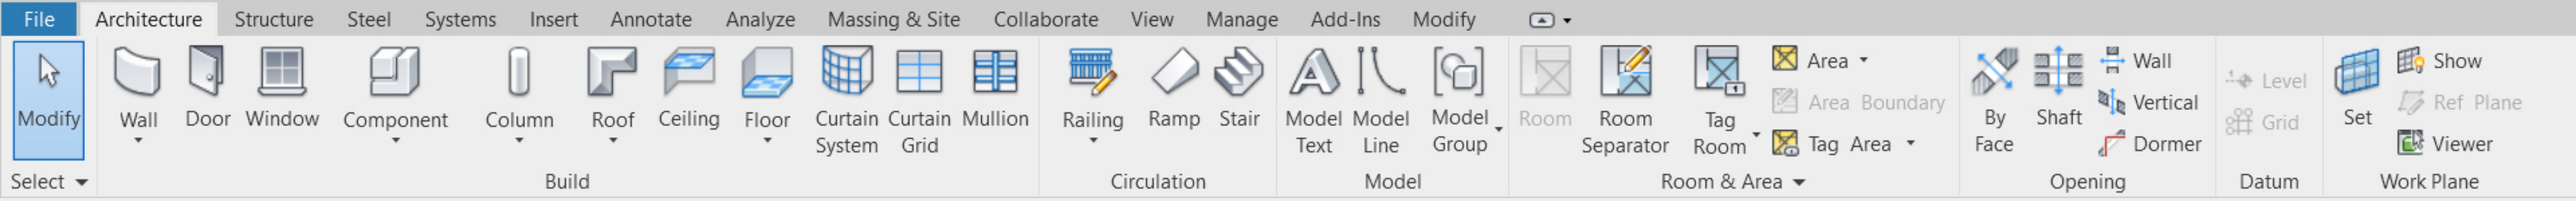 File Architecture Structure Steel Systems Insert Annotate Analyze Massing & Site Collaborate View Manage Add-Ins Modify
Modify
Select
Wall
Door
Window
Component
Column
Roof
Ceiling
Floor
Curtain
System
Curtain
Grid
Mullion
Build
Railing
Ramp
Stair
Circulation
Model
Text
Model
Line
Model
Group
Model
Room
Room
Separator
Tag
Room
Area
Area Boundary
Tag Area
Room & Area
By
Face
Shaft
Wall
Vertical
Dormer
Opening
Level
Grid
Datum
Set
Show
Ref Plane
Viewer
Work Plane